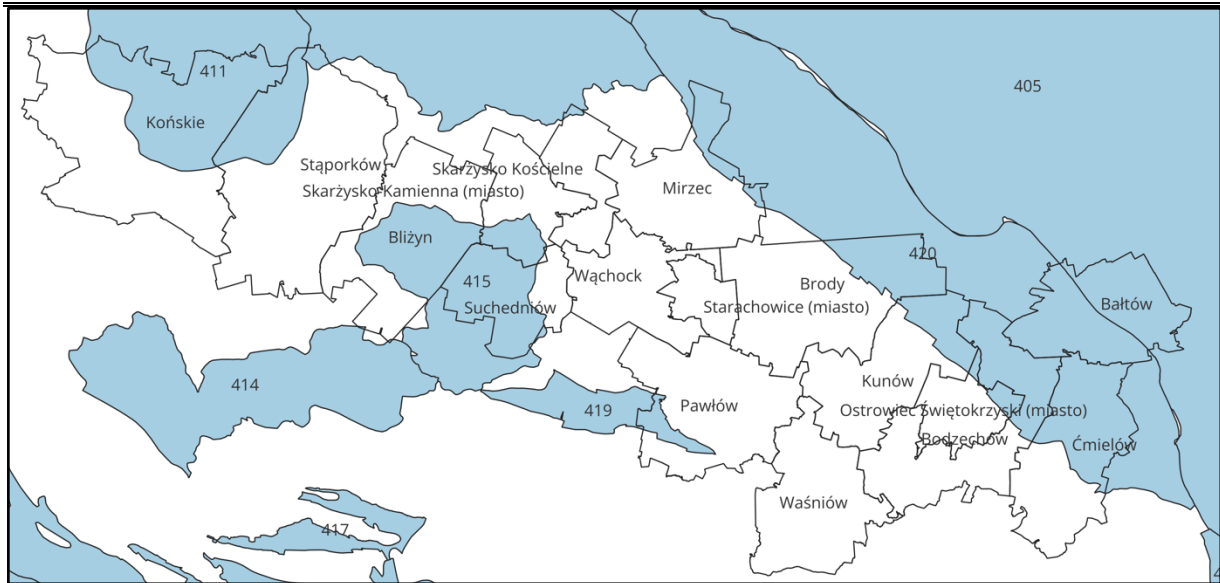 411
405
Końskie
Stąporków
Skarżysko Kościelne
Skarżysko-Kamienna (miasto)
Mirzec
Bliżyn
420
415
Wąchock
Brody
Suchedniów
Starachowice (miasto)
Bałtów
414
Kunów
419
Pawłów
Ostrowiec Świętokrzyski (miasto)
Bodzechów
Ćmielów
Waśniów
417